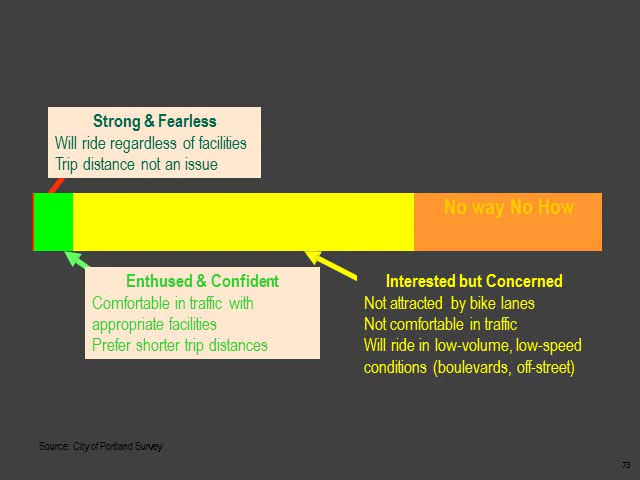 Strong & Fearless
Will ride regardless of facilities
Trip distance not an issue
No way No How
Enthused & Confident
Comfortable in traffic with
appropriate facilities
Prefer shorter trip distances
Interested but Concerned
Not attracted by bike lanes
Not comfortable in traffic
Will ride in low-volume, low-speed
conditions (boulevards, off-street)
Source: City of Portland Survey
73